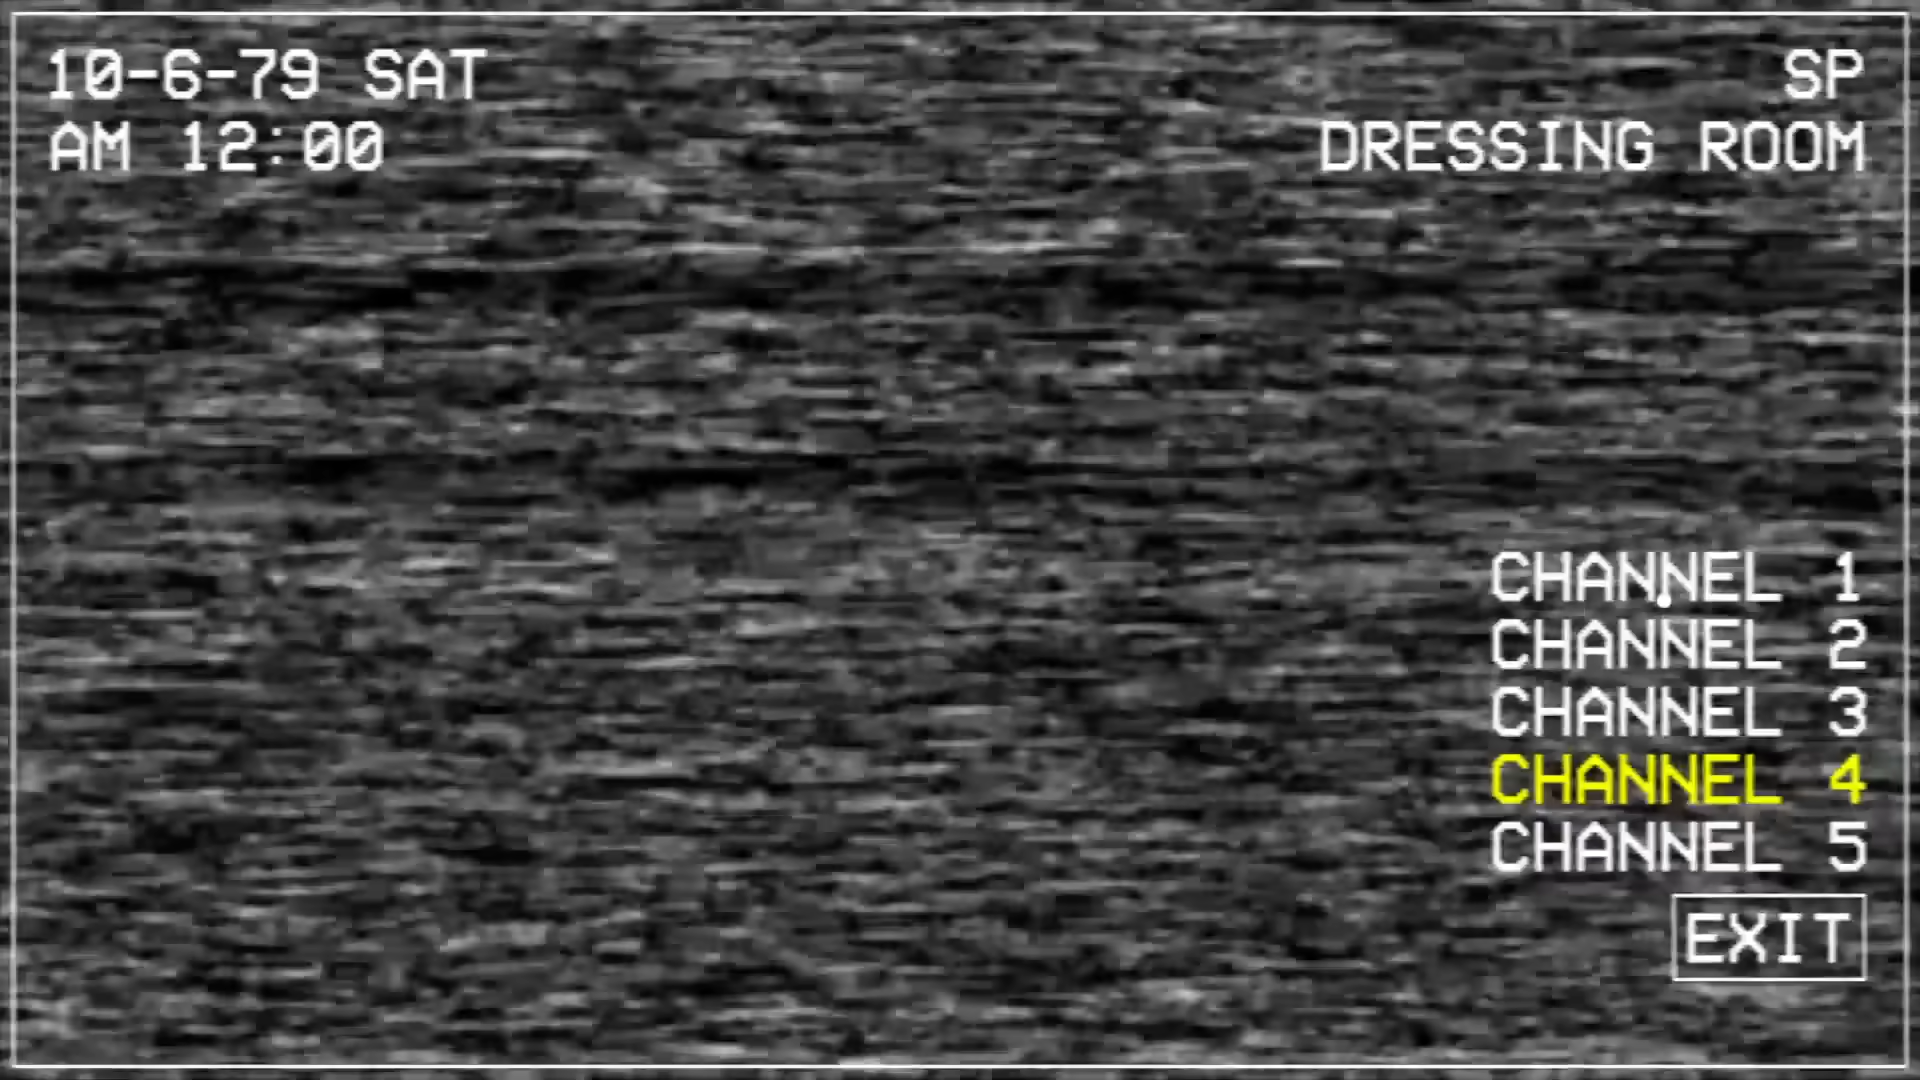 10-6-79 SAT
AM 12:00
SP
DRESSING ROOM
CHANNEL 1
CHANNEL 2
CHANNEL 3
CHANNEL 4
CHANNEL 5
EXIT